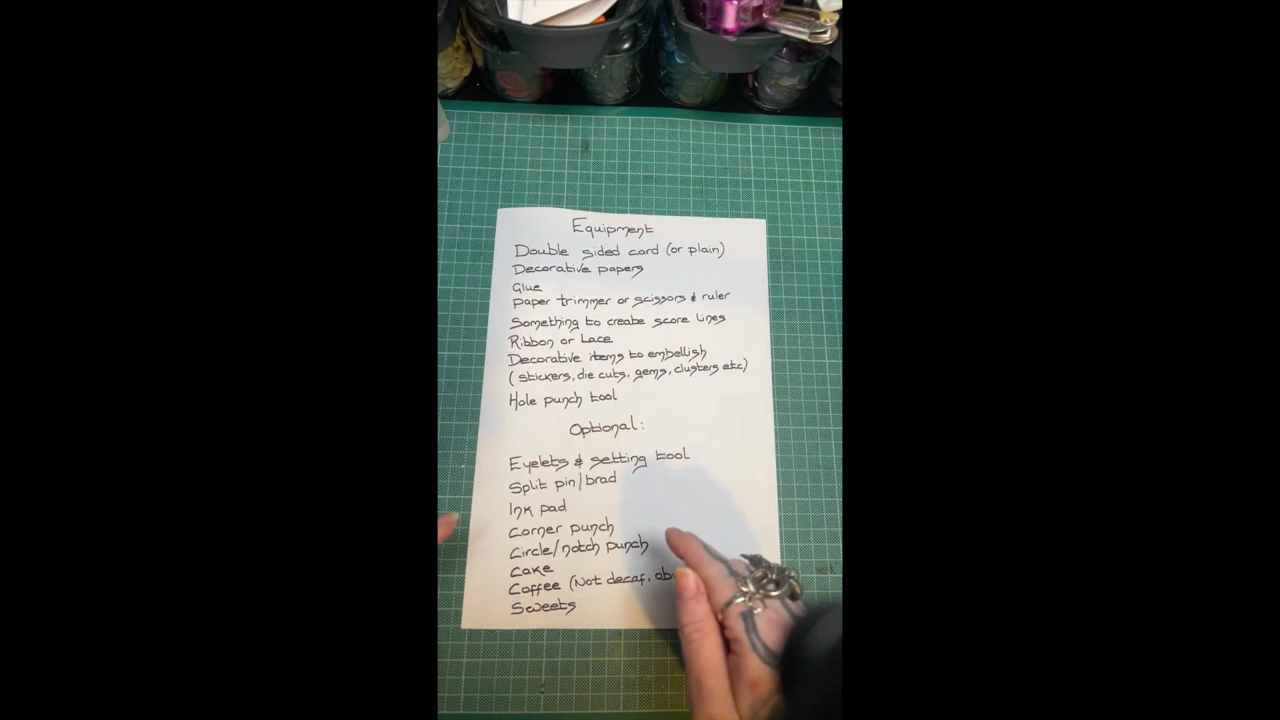 Equipment
Double sided card (or plain)
Decorative papers
Glue
paper trimmer or scissors & ruler
Something to create score lines
Ribbon or Lace
Decorative items to embellish
(stickers, die cuts, gems, clusters etc)
Hole punch tool
Optional:
Eyelets & setting tool
Split pin/brad
Ink pad
Corner punch
Circle/notch punch
Cake
Coffee (Not decaf,
Sweets